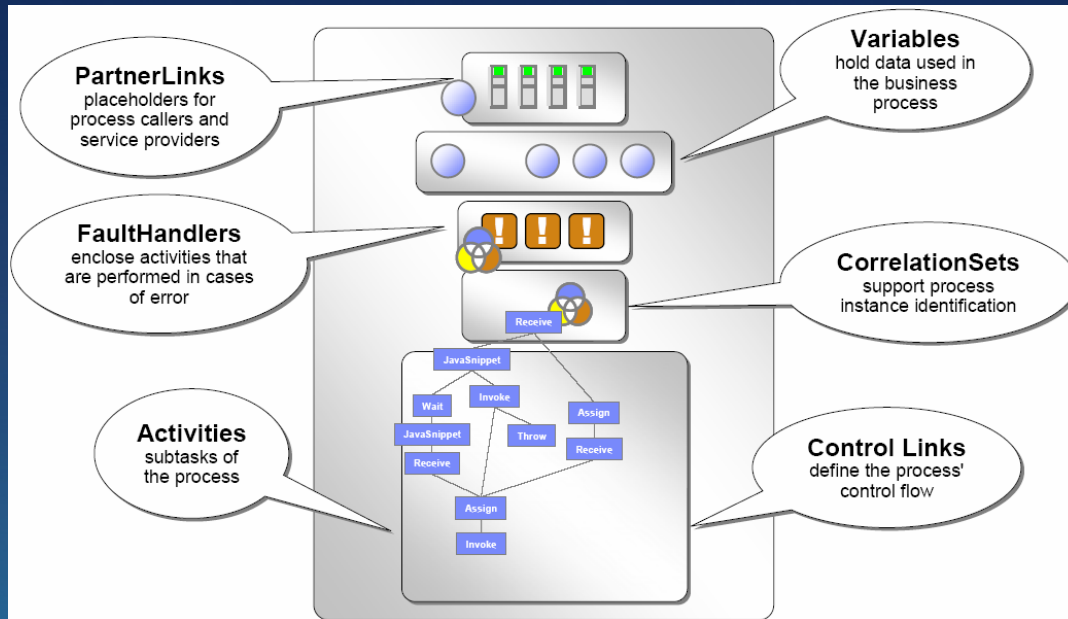 PartnerLinks
placeholders for
process callers and
service providers
Variables
hold data used in
the business
process
FaultHandlers
enclose activities that
are performed in cases
of error
CorrelationSets
support process
instance identification
Activities
subtasks of
the process
Control Links
define the process'
control flow
! ! !
Receive
JavaSnippet
Wait
Invoke
Assign
JavaSnippet
Throw
Receive
Receive
Assign
Invoke